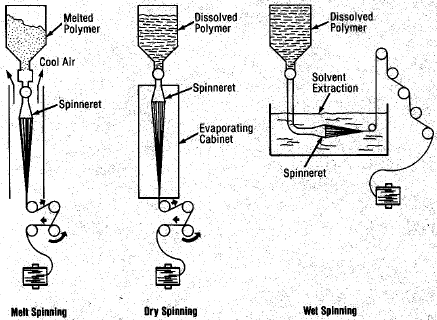 Melted
Polymer
Cool Air
Spinneret
Melt Spinning
Dissolved
Polymer
Spinneret
Evaporating
Cabinet
Dry Spinning
Dissolved
Polymer
Solvent
Extraction
Spinneret
Wet Spinning